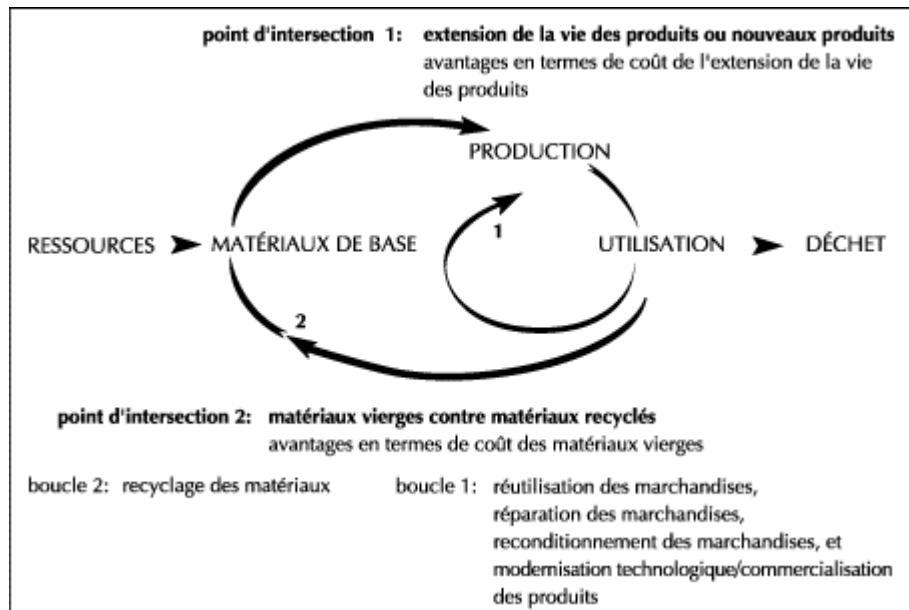 point d'intersection 1: extension de la vie des produits ou nouveaux produits
avantages en termes de coût de l'extension de la vie
des produits
PRODUCTION
1
RESSOURCES MATÉRIAUX DE BASE UTILISATION DÉCHET
2
point d'intersection 2: matériaux vierges contre matériaux recyclés
avantages en termes de coût des matériaux vierges
boucle 2: recyclage des matériaux
boucle 1: réutilisation des marchandises,
réparation des marchandises,
reconditionnement des marchandises, et
modernisation technologique/commercialisation
des produits